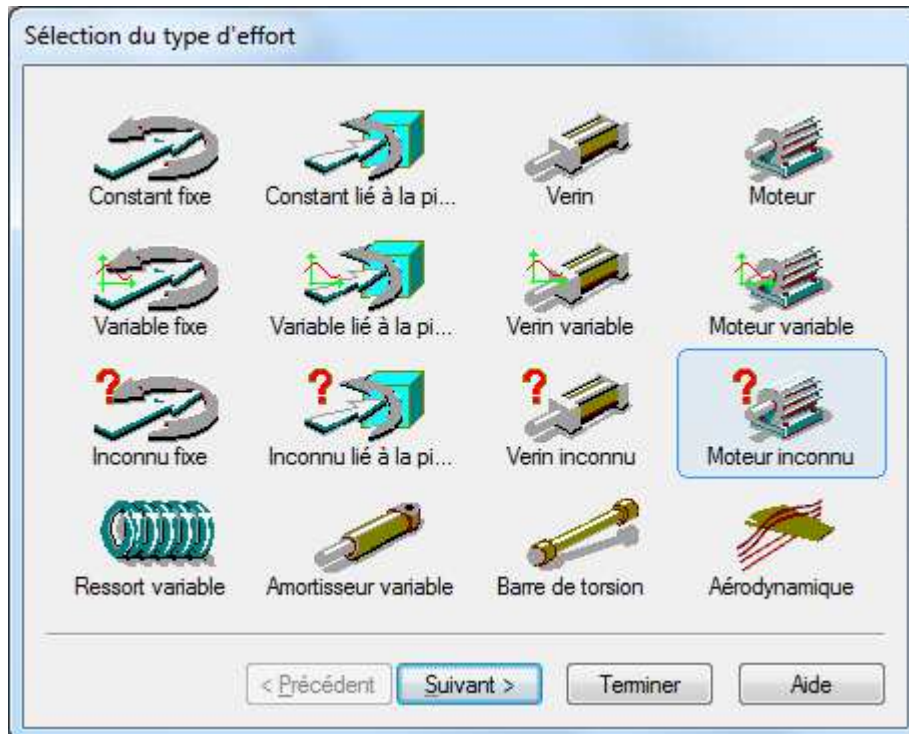 Sélection du type d'effort
Constant fixe Constant lié à la pi... Verin Moteur
Variable fixe Variable lié à la pi... Verin variable Moteur variable
? ? ? ?
Inconnu fixe Inconnu lié à la pi... Verin inconnu Moteur inconnu
Ressort variable Amortisseur variable Barre de torsion Aérodynamique
< Précédent Suivant > Terminer Aide